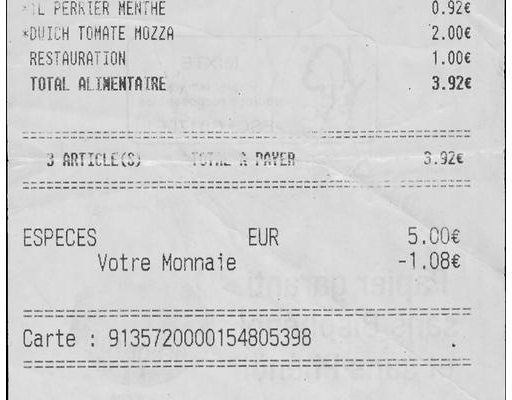 *1L PERRIER MENTHE 0.92€
*DUICH TOMATE MOZZA 2.00€
RESTAURATION 1.00€
TOTAL ALIMENTAIRE 3.92€
========================================
3 ARTICLE(S) TOTAL A PAYER 3.92€
========================================
ESPECES EUR 5.00€
Votre Monnaie -1.08€
========================================
Carte : 9135720000154805398 .
========================================